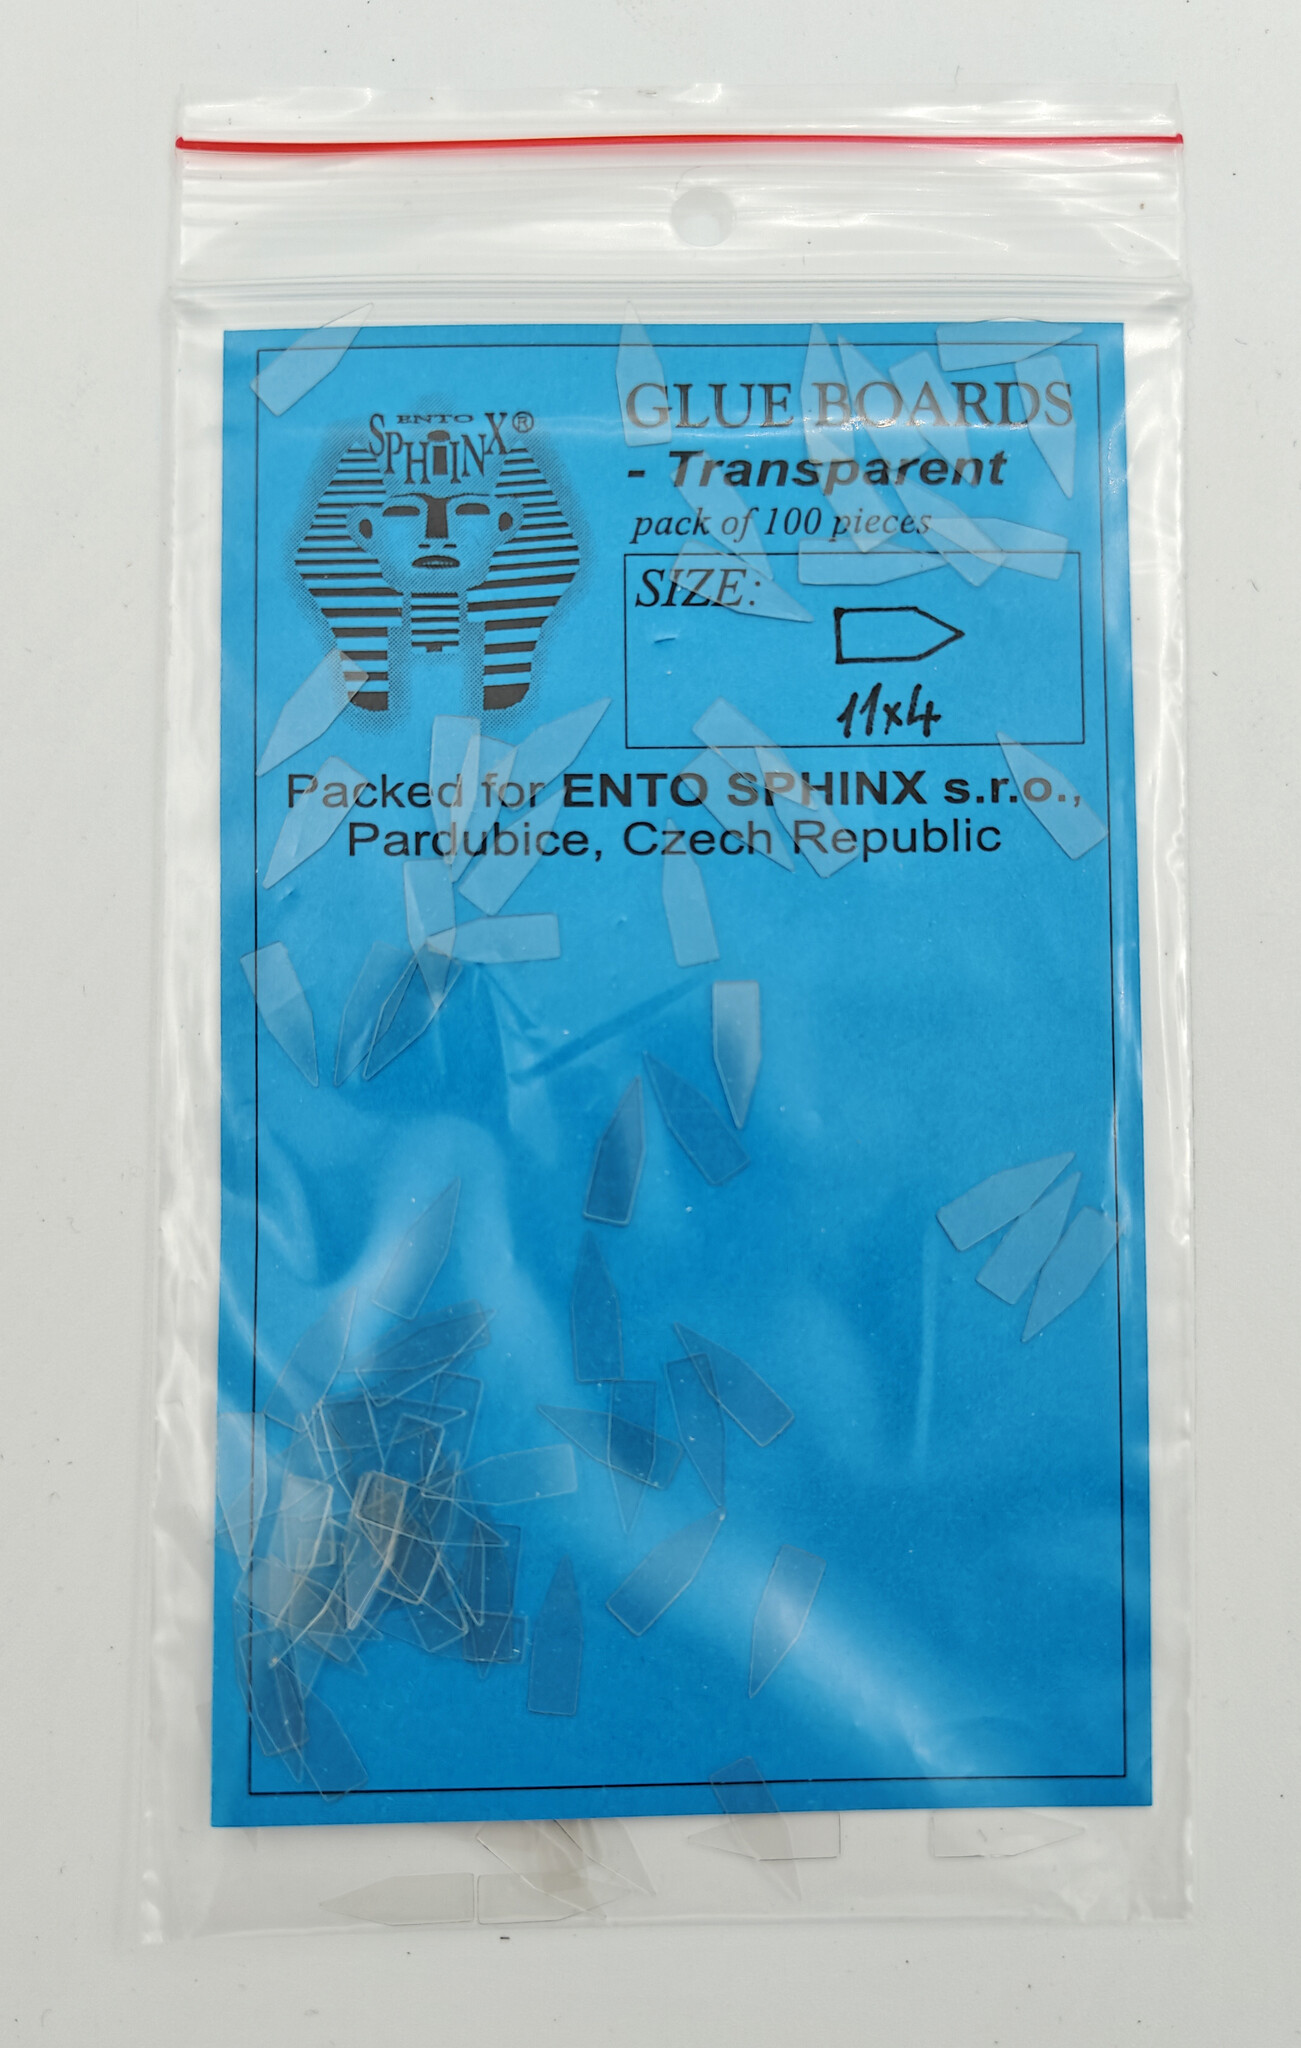 ENTO
SPHINX®
GLUE BOARDS
- Transparent
pack of 100 pieces
SIZE:
11x4
Packed for ENTO SPHINX s.r.o.,
Pardubice, Czech Republic